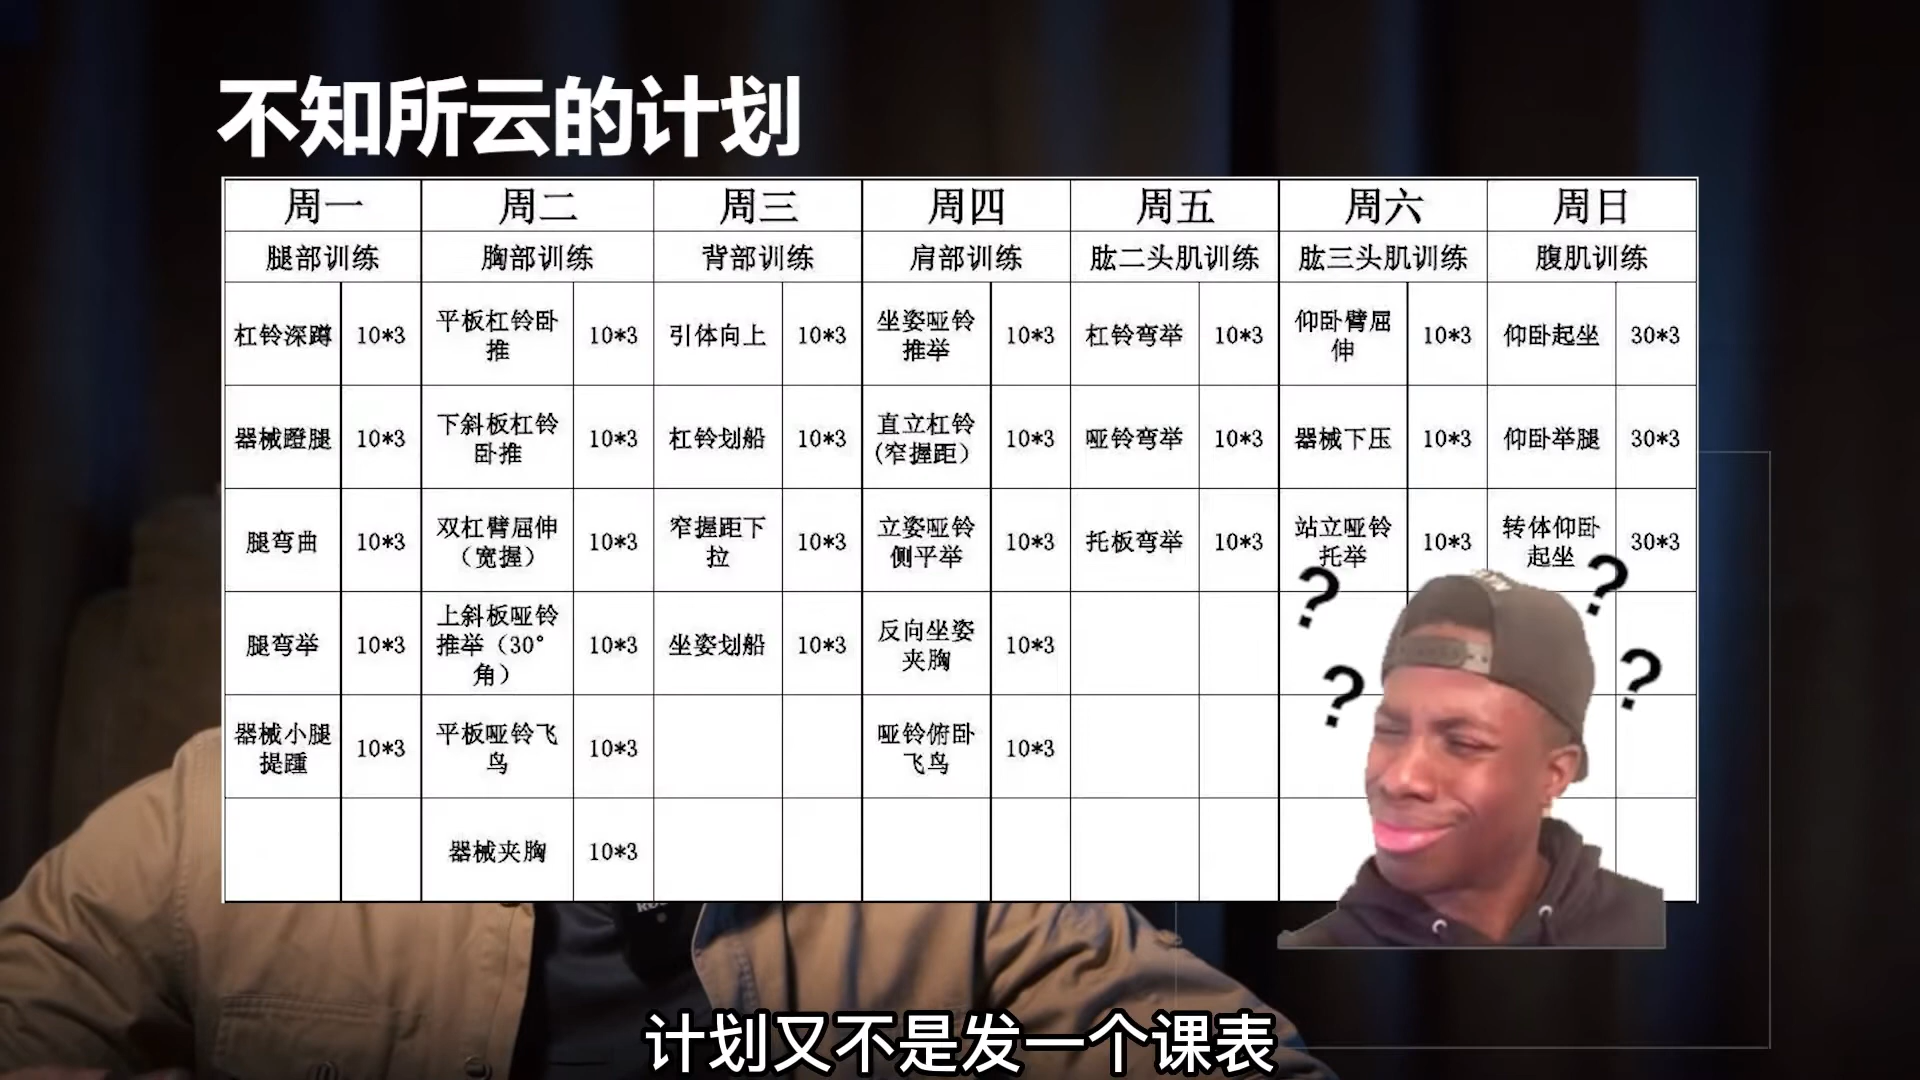 不知所云的计划
周一 周二 周三 周四 周五 周六 周日
腿部训练 胸部训练 背部训练 肩部训练 肱二头肌训练 肱三头肌训练 腹肌训练
杠铃深蹲 10*3 平板杠铃卧推 10*3 引体向上 10*3 坐姿哑铃推举 10*3 杠铃弯举 10*3 仰卧臂屈伸 10*3 仰卧起坐 30*3
器械蹬腿 10*3 下斜板杠铃卧推 10*3 杠铃划船 10*3 直立杠铃(窄握距) 10*3 哑铃弯举 10*3 器械下压 10*3 仰卧举腿 30*3
腿弯曲 10*3 双杠臂屈伸（宽握） 10*3 窄握距下拉 10*3 立姿哑铃侧平举 10*3 托板弯举 10*3 站立哑铃托举 10*3 转体仰卧起坐 30*3
腿弯举 10*3 上斜板哑铃推举（30°角） 10*3 坐姿划船 10*3 反向坐姿夹胸 10*3
器械小腿提踵 10*3 平板哑铃飞鸟 10*3 哑铃俯卧飞鸟 10*3
器械夹胸 10*3
? ? ? ?
计划又不是发一个课表